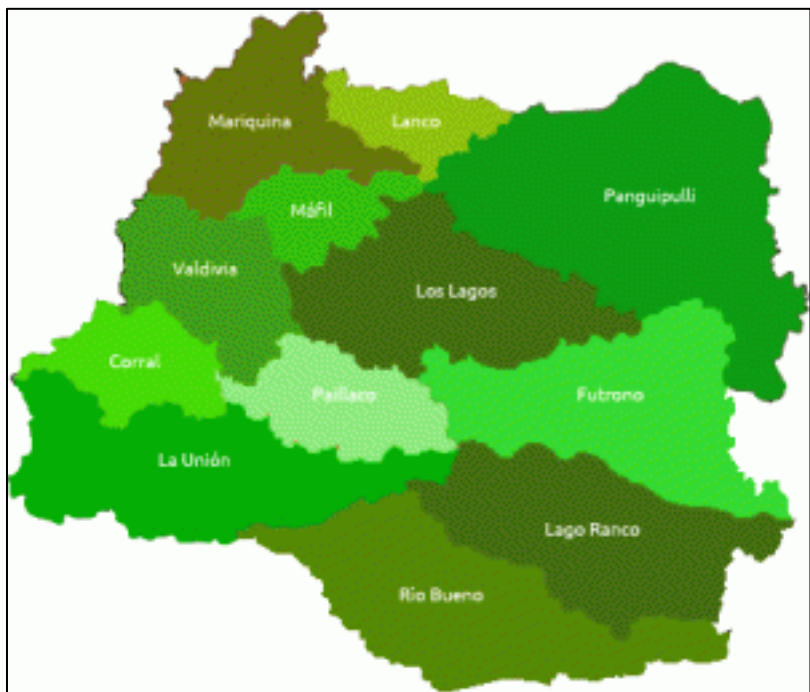 Mariquina
Lanco
Panguipulli
Máfil
Valdivia
Los Lagos
Corral
Paillaco
Futrono
La Unión
Lago Ranco
Río Bueno